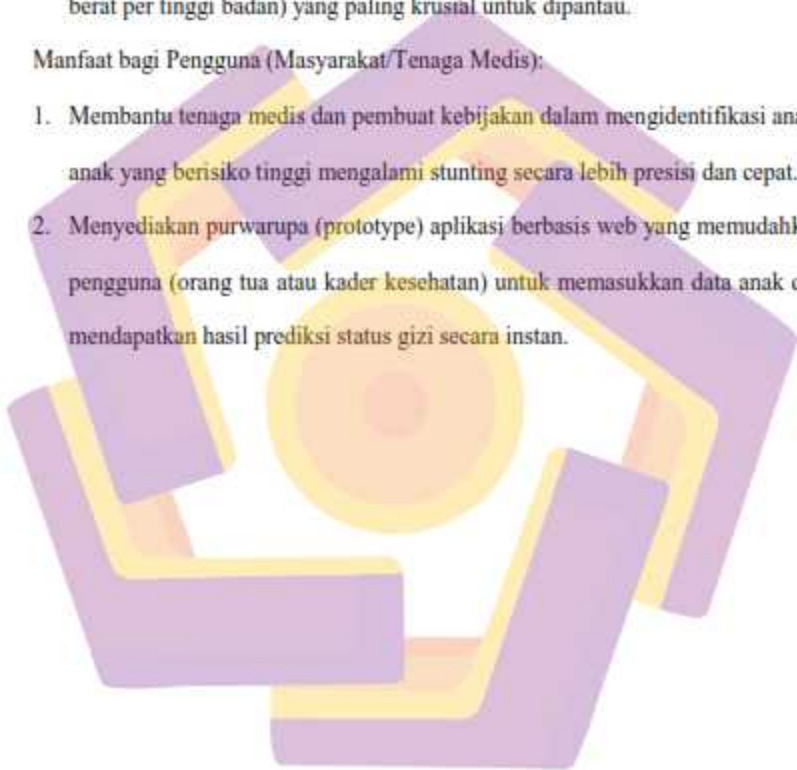 berat per tinggi badan) yang paling krusial untuk dipantau.
Manfaat bagi Pengguna (Masyarakat/Tenaga Medis):
1. Membantu tenaga medis dan pembuat kebijakan dalam mengidentifikasi
anak yang berisiko tinggi mengalami stunting secara lebih presisi dan cepat.
2. Menyediakan purwarupa (prototype) aplikasi berbasis web yang
pengguna (orang tua atau kader kesehatan) untuk memasukkan data anak
mendapatkan hasil prediksi status gizi secara instan.